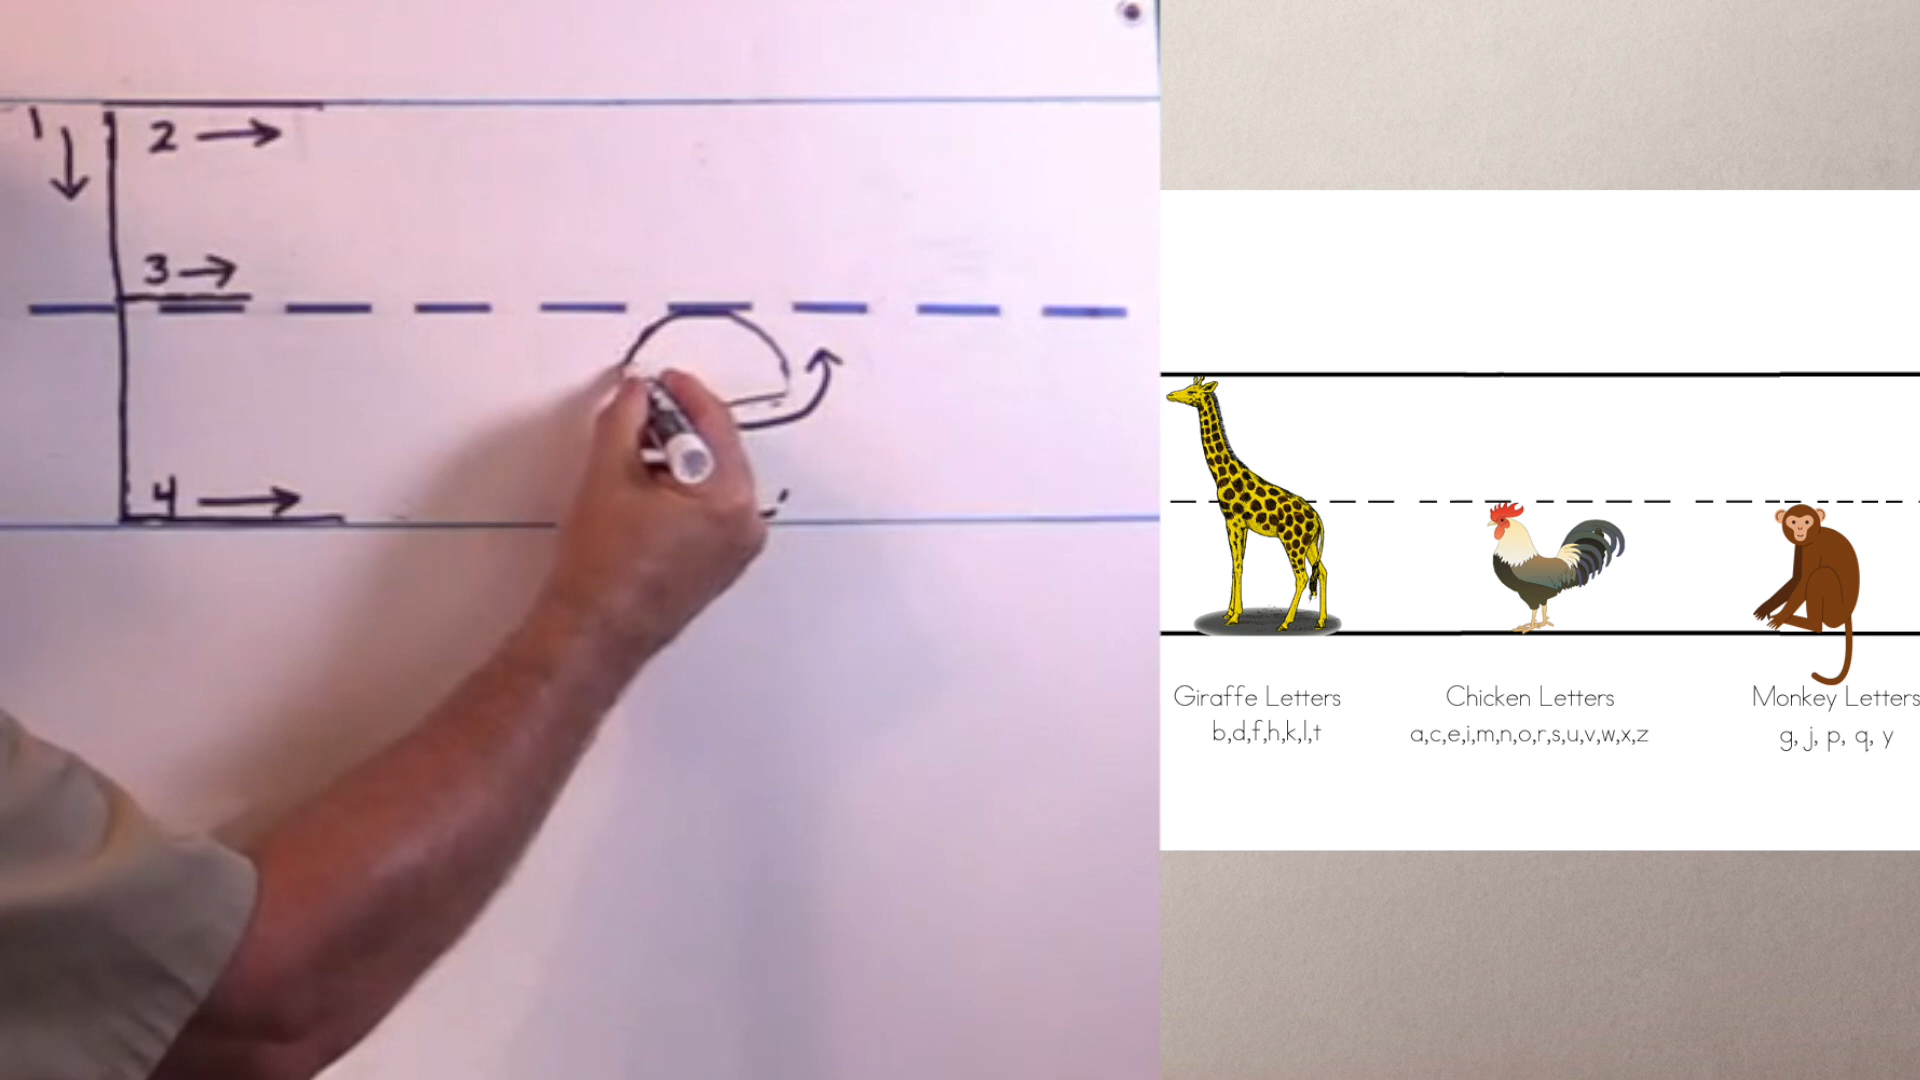 1
2 →
3 →
4 →
Giraffe Letters
b,d,f,h,k,l,t
Chicken Letters
a,c,e,i,m,n,o,r,s,u,v,w,x,z
Monkey Letters
g, j, p, q, y